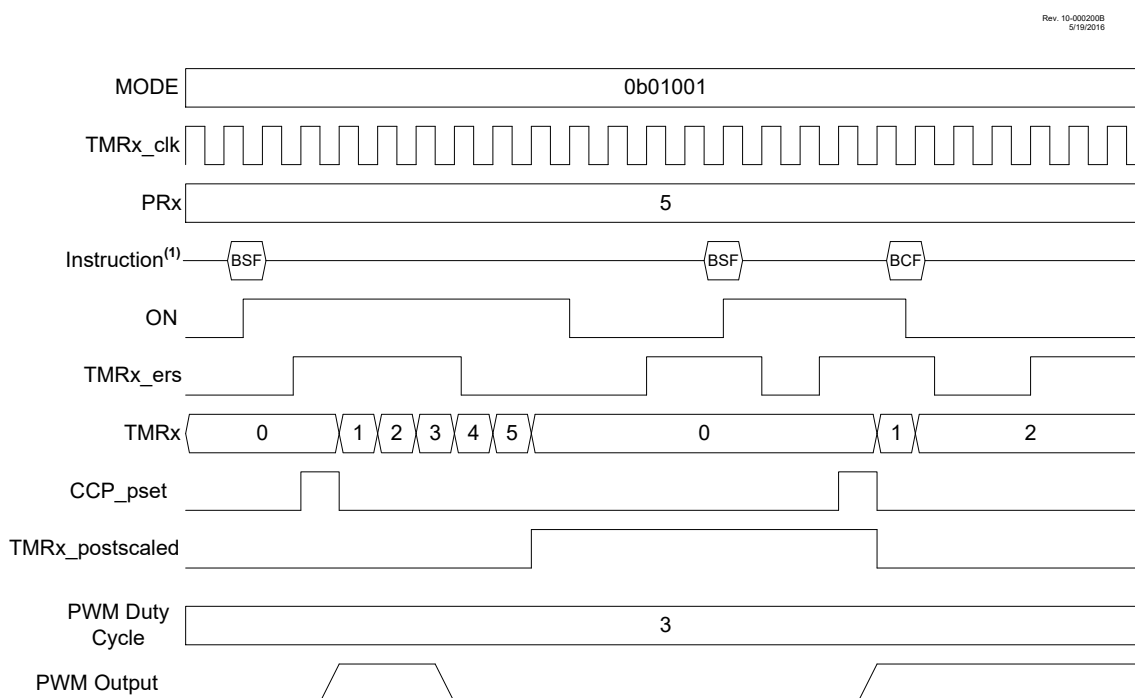 Rev. 10-000200B
5/19/2016
MODE 0b01001
TMRx_clk
PRx 5
Instruction(1) BSF BSF BCF
ON
TMRx_ers
TMRx 0 1 2 3 4 5 0 1 2
CCP_pset
TMRx_postscaled
PWM Duty
Cycle 3
PWM Output